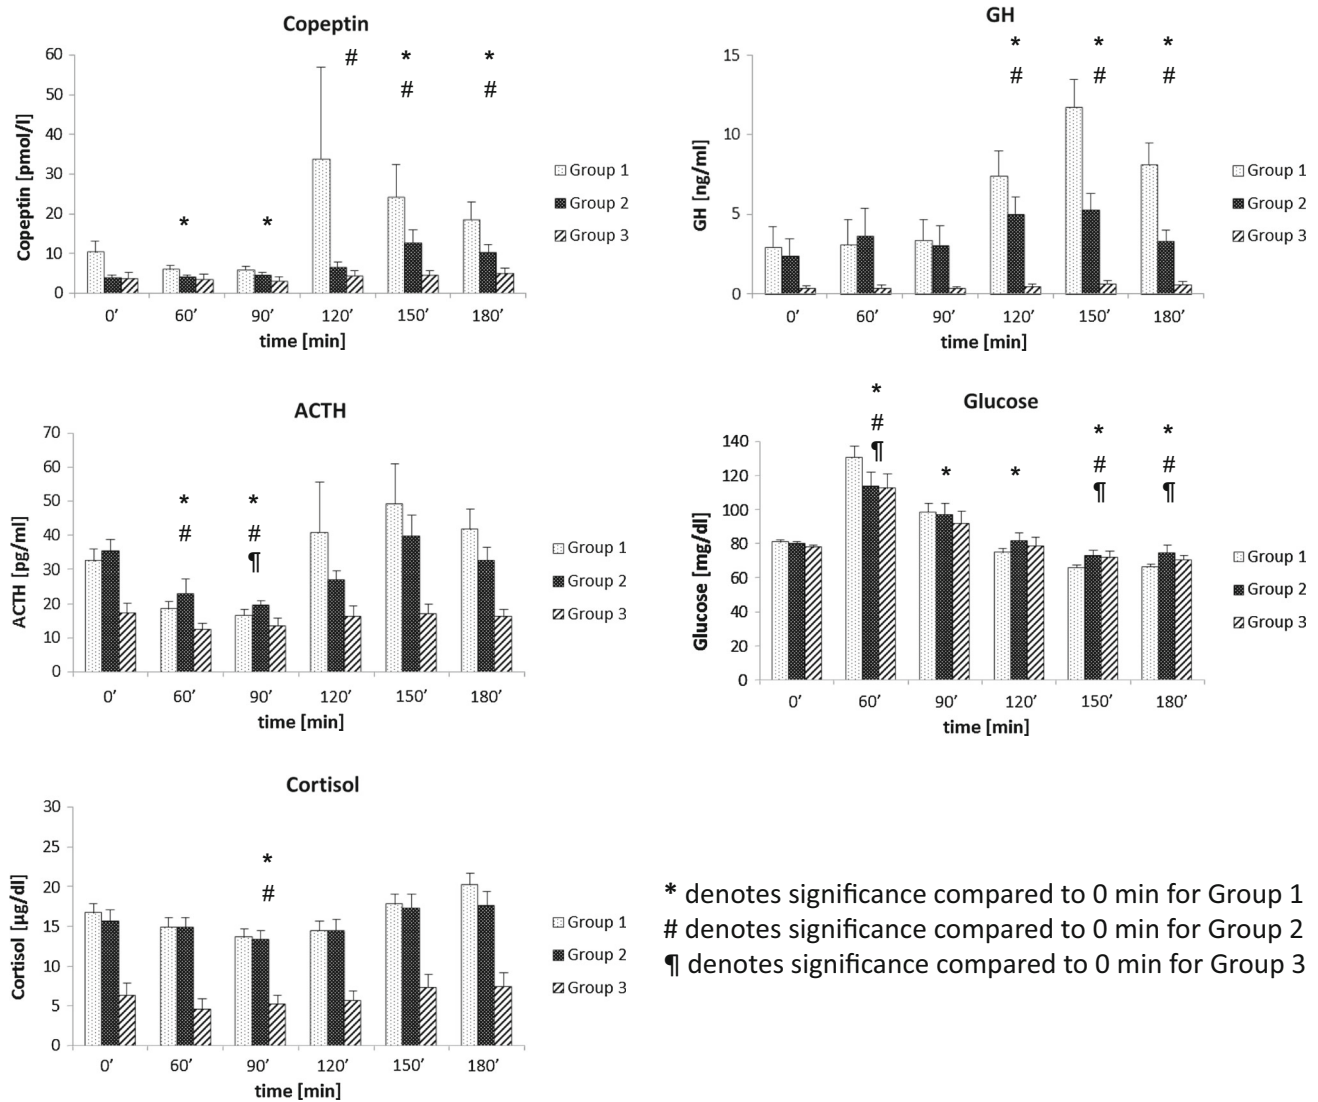 Copeptin
* *
# * *
# #
60
50
40
30
20
10
0
Copeptin [pmol/l]
0′ 60′ 90′ 120′ 150′ 180′
time [min]
Group 1
Group 2
Group 3
GH
* * *
# # #
15
10
5
0
GH [ng/ml]
0′ 60′ 90′ 120′ 150′ 180′
time [min]
Group 1
Group 2
Group 3
ACTH
* *
# #
¶
70
60
50
40
30
20
10
0
ACTH [pg/ml]
0′ 60′ 90′ 120′ 150′ 180′
time [min]
Group 1
Group 2
Group 3
Glucose
* * * * *
# # #
¶ ¶ ¶
140
120
100
80
60
40
20
0
Glucose [mg/dl]
0′ 60′ 90′ 120′ 150′ 180′
time [min]
Group 1
Group 2
Group 3
Cortisol
*
#
30
25
20
15
10
5
0
Cortisol [µg/dl]
0′ 60′ 90′ 120′ 150′ 180′
time [min]
Group 1
Group 2
Group 3
* denotes significance compared to 0 min for Group 1
# denotes significance compared to 0 min for Group 2
¶ denotes significance compared to 0 min for Group 3